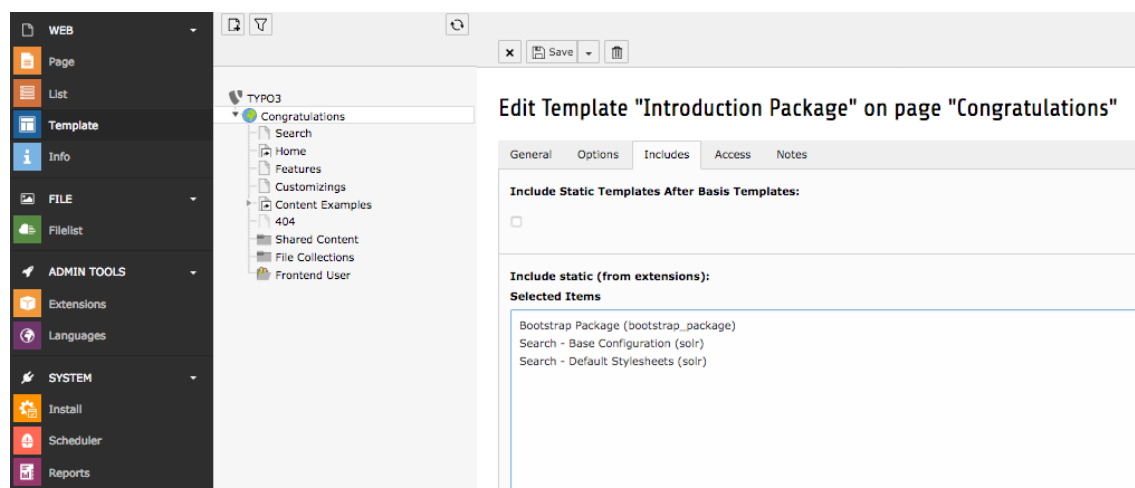 WEB
Page
List
Template
Info
FILE
Filelist
ADMIN TOOLS
Extensions
Languages
SYSTEM
Install
Scheduler
Reports
TYPO3
Congratulations
Search
Home
Features
Customizings
Content Examples
404
Shared Content
File Collections
Frontend User
Save
Edit Template "Introduction Package" on page "Congratulations"
General Options Includes Access Notes
Include Static Templates After Basis Templates:
Include static (from extensions):
Selected Items
Bootstrap Package (bootstrap_package)
Search - Base Configuration (solr)
Search - Default Stylesheets (solr)